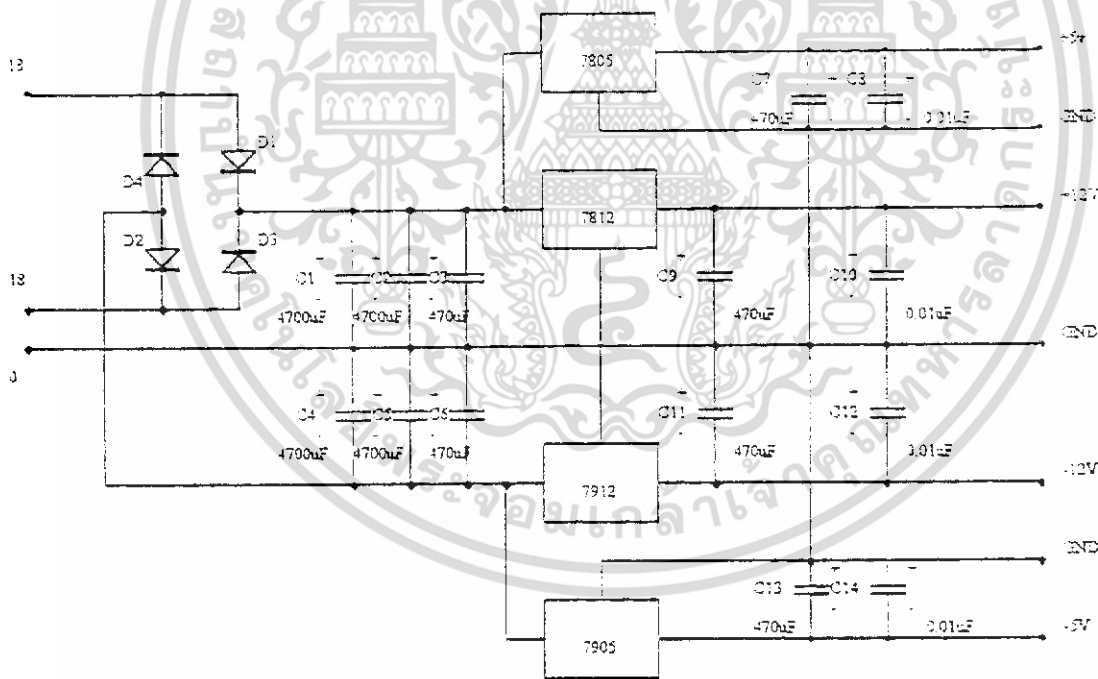 18
7805
+5v
C7
C8
470uF
0.01uF
GND
D1
D4
7812
+12V
D2
D3
18
C1
C2
C3
C9
C10
4700uF
4700uF
470uF
470uF
0.01uF
GND
0
C4
C5
C6
C11
C12
4700uF
4700uF
470uF
470uF
0.01uF
7912
-12V
GND
C13
C14
470uF
0.01uF
7905
-5V